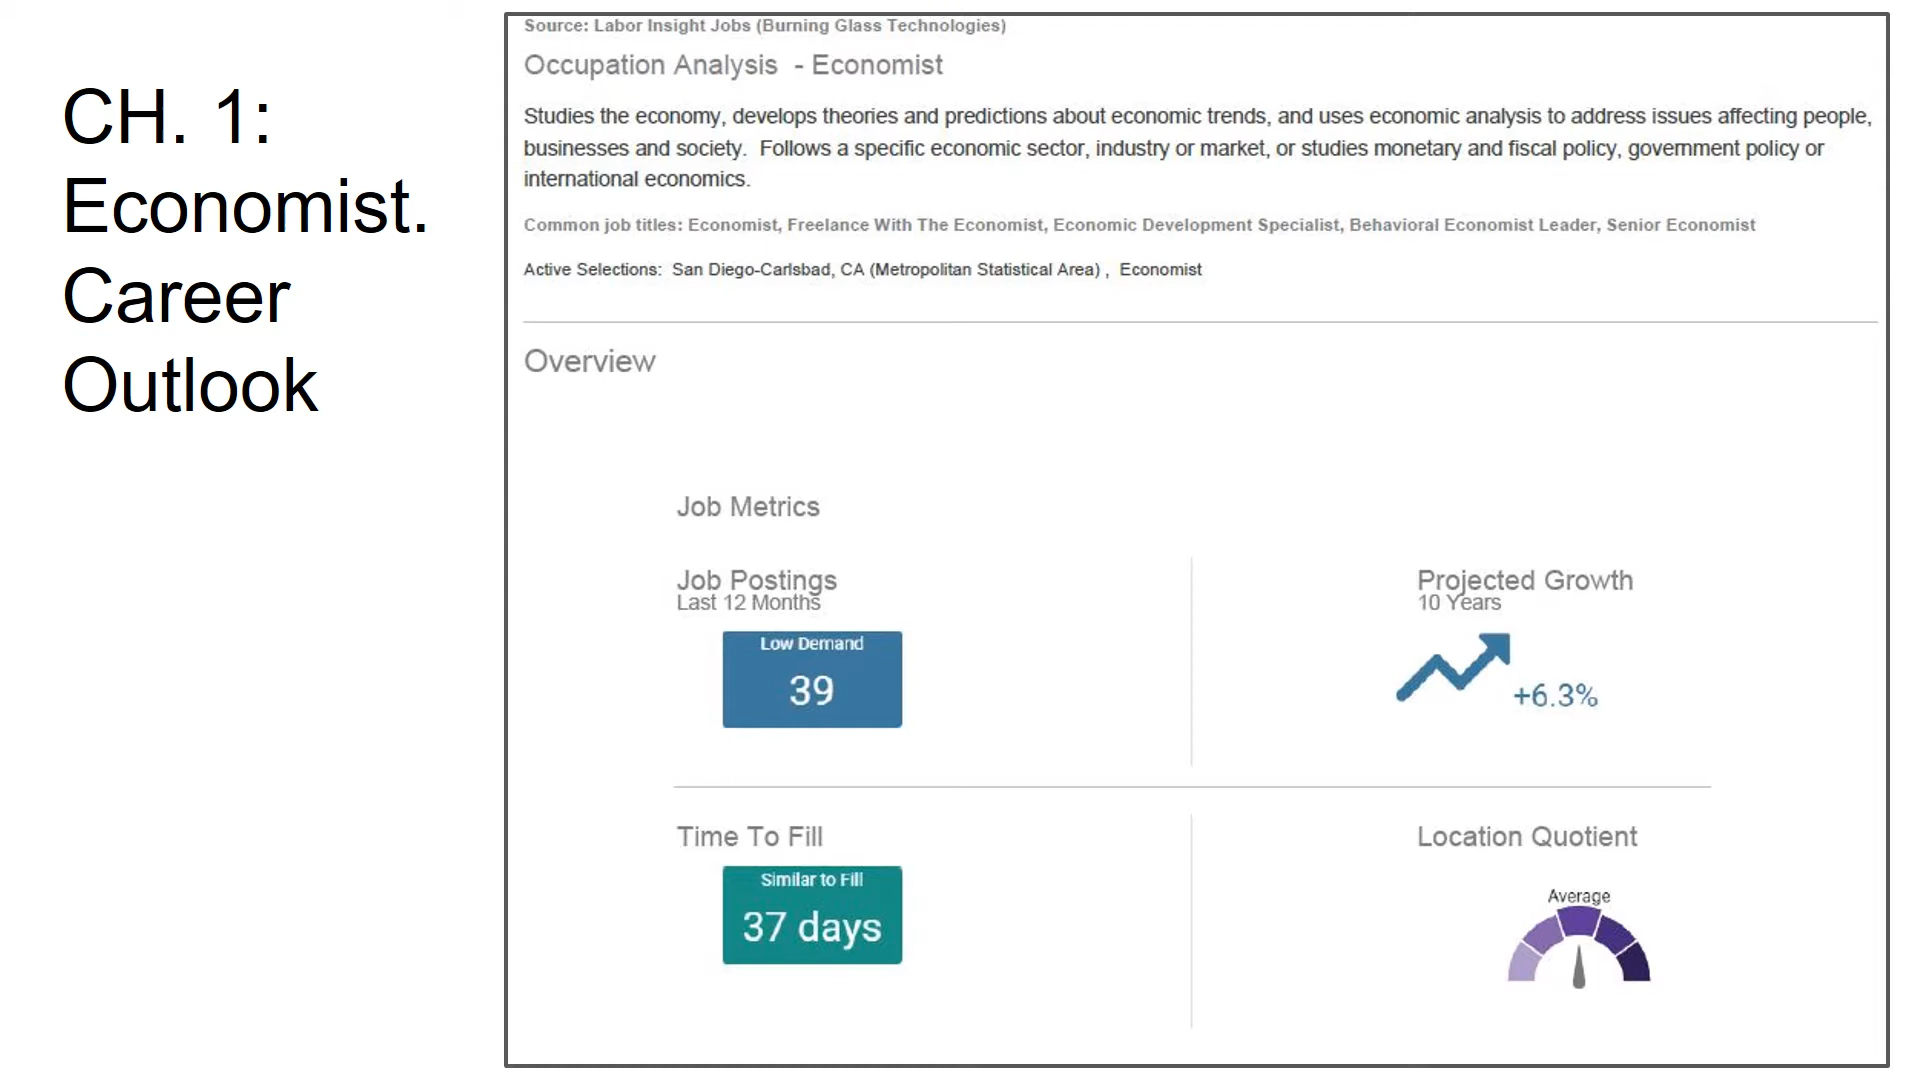 CH. 1:
Economist.
Career
Outlook
Source: Labor Insight Jobs (Burning Glass Technologies)
Occupation Analysis - Economist
Studies the economy, develops theories and predictions about economic trends, and uses economic analysis to address issues affecting people,
businesses and society. Follows a specific economic sector, industry or market, or studies monetary and fiscal policy, government policy or
international economics.
Common job titles: Economist, Freelance With The Economist, Economic Development Specialist, Behavioral Economist Leader, Senior Economist
Active Selections: San Diego-Carlsbad, CA (Metropolitan Statistical Area) , Economist
Overview
Job Metrics
Job Postings
Last 12 Months
Low Demand
39
Projected Growth
10 Years
+6.3%
Time To Fill
Similar to Fill
37 days
Location Quotient
Average